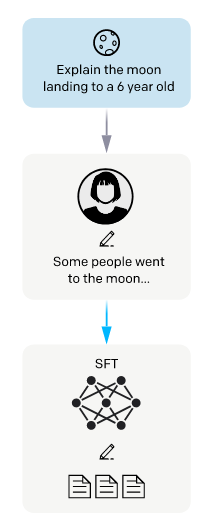 Explain the moon
landing to a 6 year old
Some people went
to the moon...
SFT